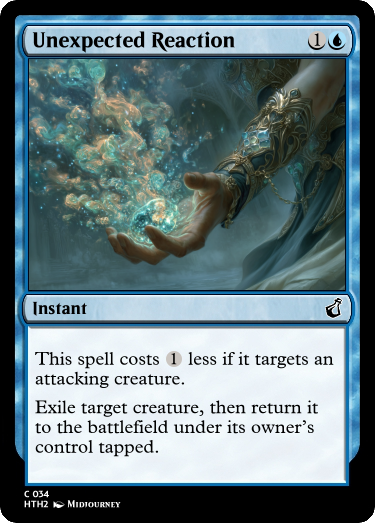 Unexpected Reaction 1
Instant
This spell costs 1 less if it targets an
attacking creature.
Exile target creature, then return it
to the battlefield under its owner's
control tapped.
C 034
HTH2 Midjourney